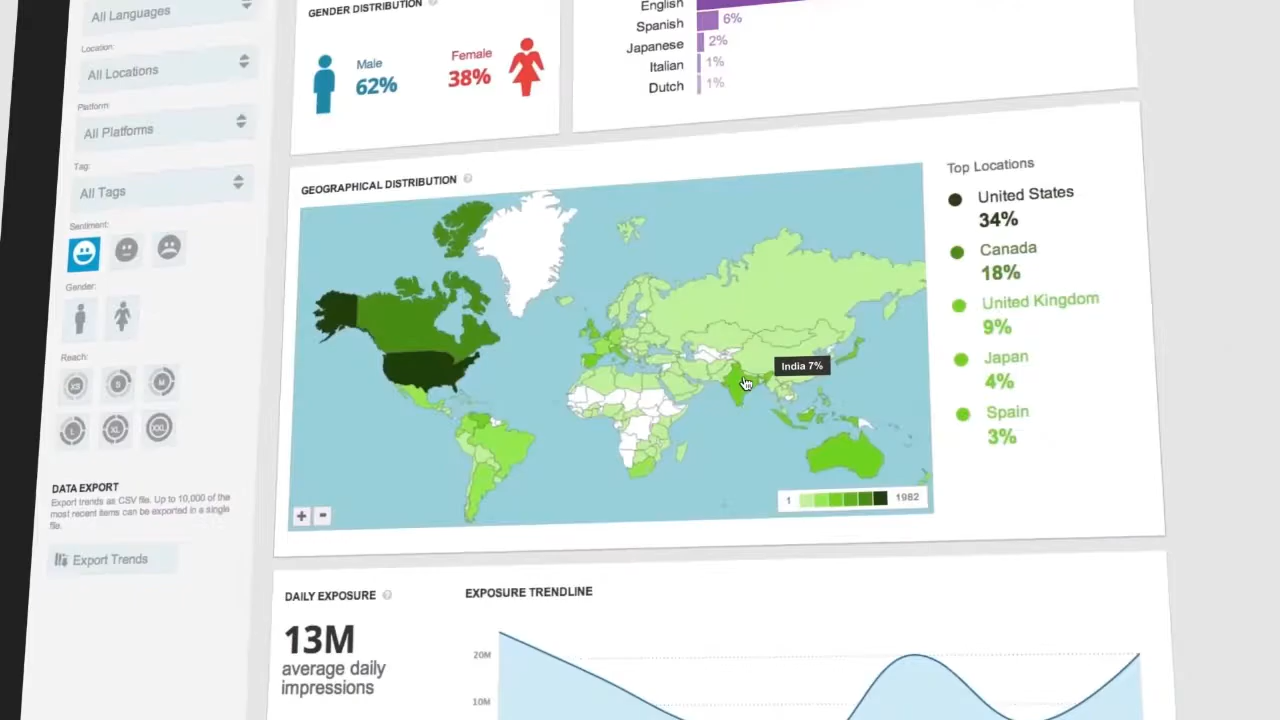 All Languages
Location:
All Locations
Platform:
All Platforms
Tag:
All Tags
Sentiment:
Gender:
Reach:
XS
S
M
L
XL
XXL
DATA EXPORT
Export trends as CSV file. Up to 10,000 of the
most recent items can be exported in a single
file.
Export Trends
GENDER DISTRIBUTION ?
Male
62%
Female
38%
English
Spanish 6%
Japanese 2%
Italian 1%
Dutch 1%
GEOGRAPHICAL DISTRIBUTION ?
India 7%
+ -
1 1982
Top Locations
United States
34%
Canada
18%
United Kingdom
9%
Japan
4%
Spain
3%
DAILY EXPOSURE ?
13M
average daily
impressions
EXPOSURE TRENDLINE
20M
10M